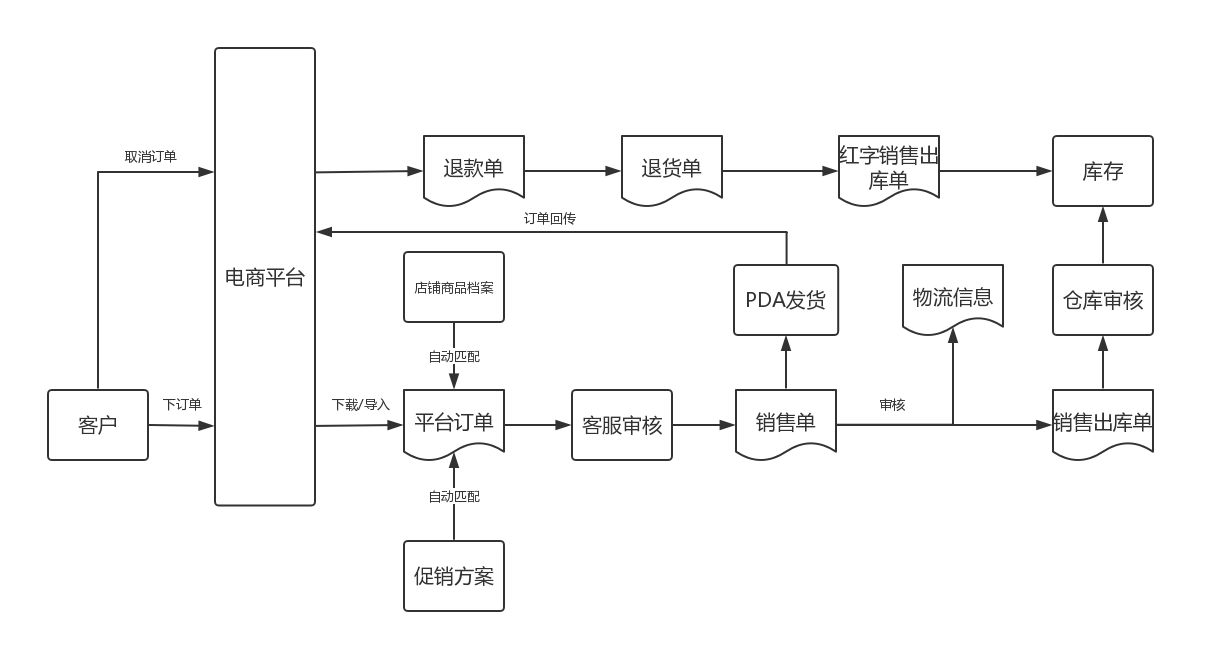 取消订单
退款单
退货单
红字销售出
库单
库存
订单回传
电商平台
店铺商品档案
PDA发货
物流信息
仓库审核
自动匹配
客户
下订单
下载/导入
平台订单
客服审核
销售单
审核
销售出库单
自动匹配
促销方案